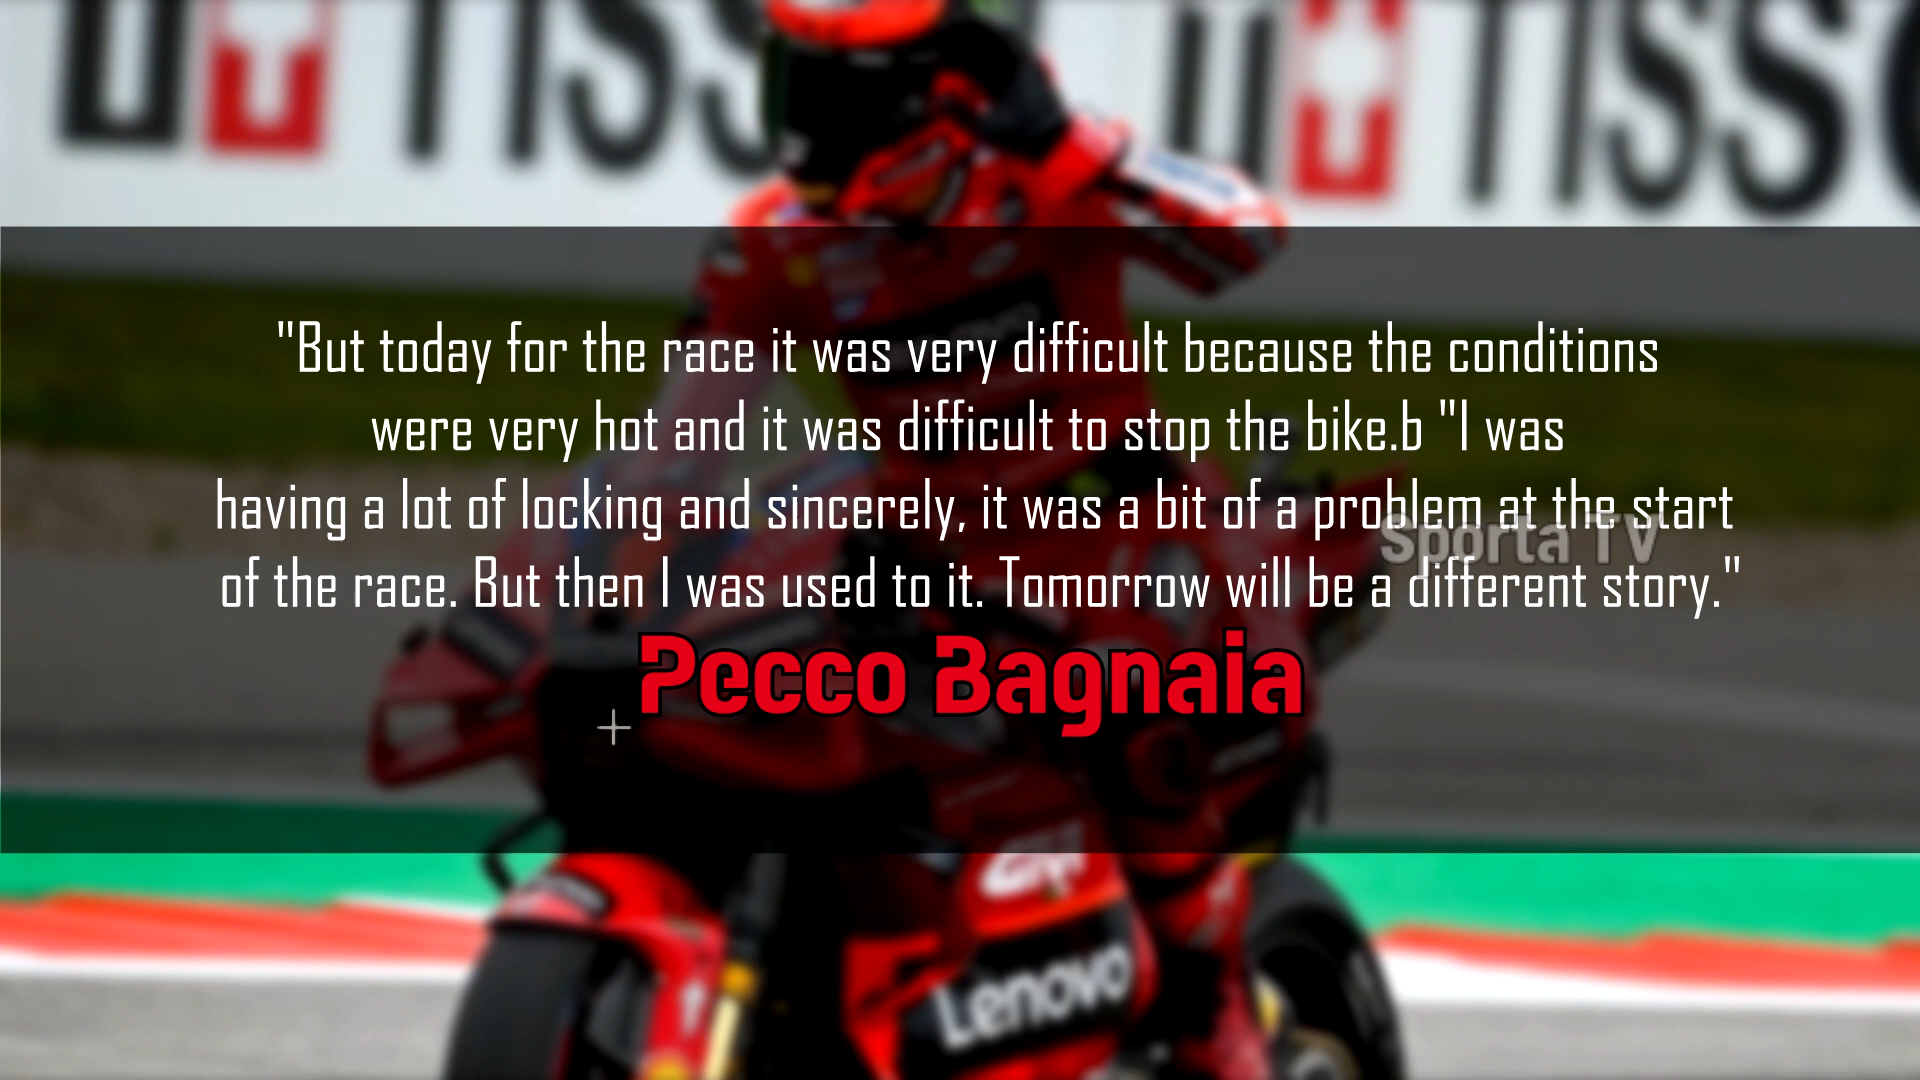 TISSOT
TISSO
"But today for the race it was very difficult because the conditions
were very hot and it was difficult to stop the bike.b "I was
having a lot of locking and sincerely, it was a bit of a problem at the start
of the race. But then I was used to it. Tomorrow will be a different story."
Sporta TV
Pecco Bagnaia
GIVI
Lenovo